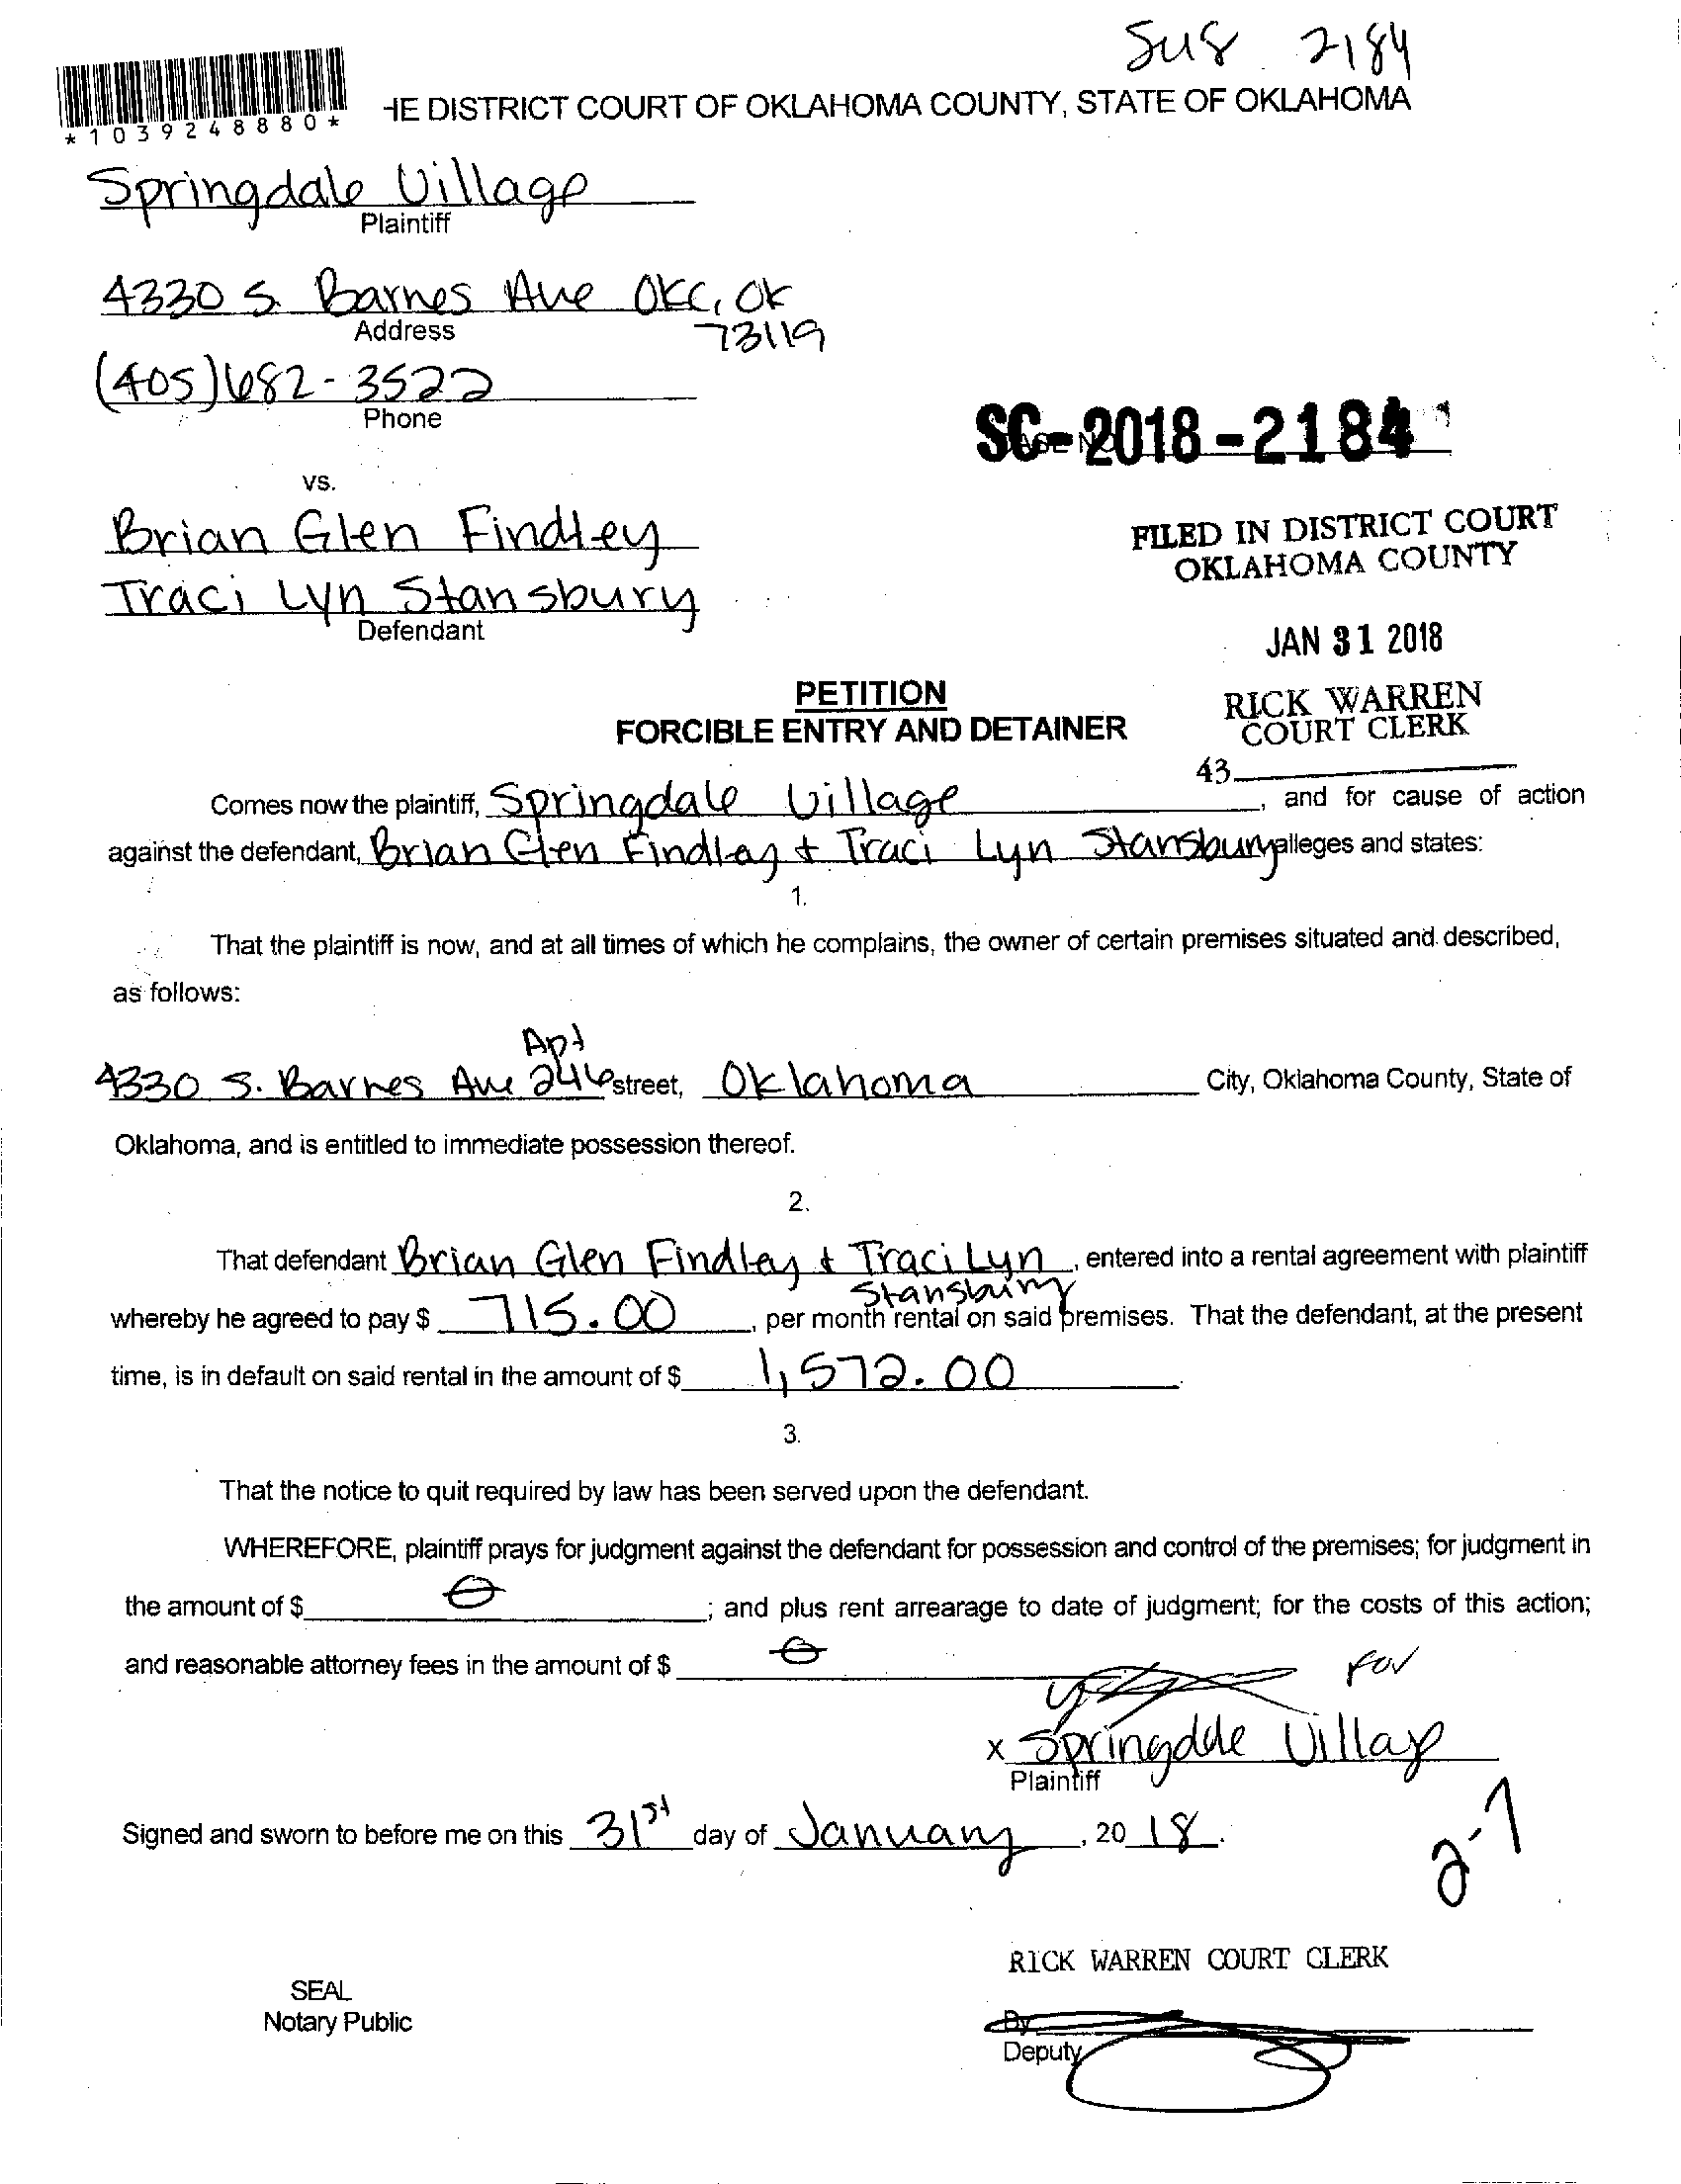 SU8 2184
*1039248880*
HE DISTRICT COURT OF OKLAHOMA COUNTY, STATE OF OKLAHOMA
Springdale Village
Plaintiff
4330 S. Barnes Ave OKC, OK
Address
73119
(405)682-3522
Phone
SC-2018-2184
vs.
Brian Glen Findley
Traci Lyn Stansbury
Defendant
FILED IN DISTRICT COURT
OKLAHOMA COUNTY
JAN 31 2018
RICK WARREN
COURT CLERK
43
PETITION
FORCIBLE ENTRY AND DETAINER
Comes now the plaintiff, Springdale Village, and for cause of action
against the defendant, Brian Glen Findley + Traci Lyn Stansbury alleges and states:
1.
That the plaintiff is now, and at all times of which he complains, the owner of certain premises situated and described,
as follows:
Apt
4330 S. Barnes Ave 246 street, Oklahoma City, Oklahoma County, State of
Oklahoma, and is entitled to immediate possession thereof.
2.
That defendant Brian Glen Findley + Traci Lyn, entered into a rental agreement with plaintiff
Stansbury
whereby he agreed to pay $ 715.00, per month rental on said premises. That the defendant, at the present
time, is in default on said rental in the amount of $ 1,572.00
3.
That the notice to quit required by law has been served upon the defendant.
WHEREFORE, plaintiff prays for judgment against the defendant for possession and control of the premises; for judgment in
the amount of $ 0; and plus rent arrearage to date of judgment; for the costs of this action;
and reasonable attorney fees in the amount of $ 0
for
x Springdale Village
Plaintiff
Signed and sworn to before me on this 31st day of January, 20 18.
2-7
RICK WARREN COURT CLERK
SEAL
Notary Public
By
Deputy